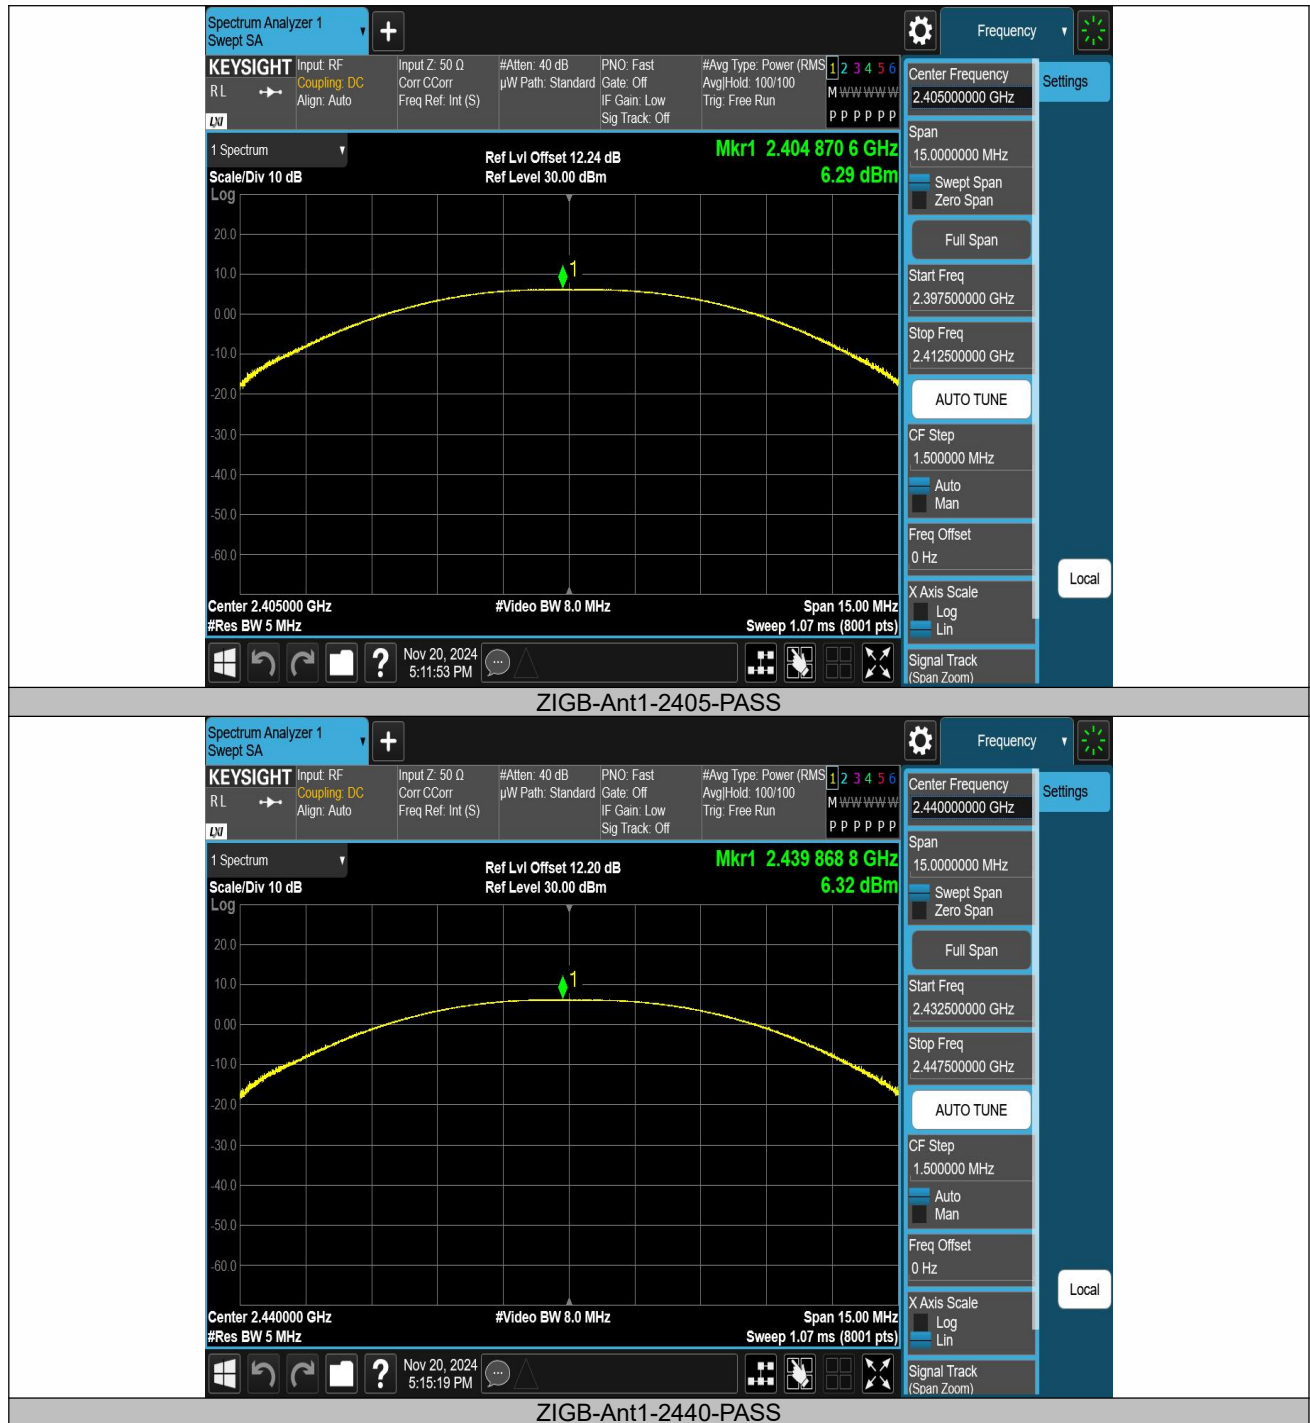 Spectrum Analyzer 1
Swept SA
Frequency
KEYSIGHT
RL
LXI
Input: RF
Coupling: DC
Align: Auto
Input Z: 50 Ω
Corr CCorr
Freq Ref: Int (S)
#Atten: 40 dB
µW Path: Standard
PNO: Fast
Gate: Off
IF Gain: Low
Sig Track: Off
#Avg Type: Power (RMS
Avg|Hold: 100/100
Trig: Free Run
1 2 3 4 5 6
M W W W W W
P P P P P P
1 Spectrum
Scale/Div 10 dB
Log
Ref Lvl Offset 12.24 dB
Ref Level 30.00 dBm
Mkr1 2.404 870 6 GHz
6.29 dBm
1
20.0
10.0
0.00
-10.0
-20.0
-30.0
-40.0
-50.0
-60.0
Center 2.405000 GHz
#Res BW 5 MHz
#Video BW 8.0 MHz
Span 15.00 MHz
Sweep 1.07 ms (8001 pts)
?
Nov 20, 2024
5:11:53 PM
Center Frequency
2.405000000 GHz
Settings
Span
15.0000000 MHz
Swept Span
Zero Span
Full Span
Start Freq
2.397500000 GHz
Stop Freq
2.412500000 GHz
AUTO TUNE
CF Step
1.500000 MHz
Auto
Man
Freq Offset
0 Hz
X Axis Scale
Log
Lin
Local
Signal Track
(Span Zoom)
ZIGB-Ant1-2405-PASS
Spectrum Analyzer 1
Swept SA
Frequency
KEYSIGHT
RL
LXI
Input: RF
Coupling: DC
Align: Auto
Input Z: 50 Ω
Corr CCorr
Freq Ref: Int (S)
#Atten: 40 dB
µW Path: Standard
PNO: Fast
Gate: Off
IF Gain: Low
Sig Track: Off
#Avg Type: Power (RMS
Avg|Hold: 100/100
Trig: Free Run
1 2 3 4 5 6
M W W W W W
P P P P P P
1 Spectrum
Scale/Div 10 dB
Log
Ref Lvl Offset 12.20 dB
Ref Level 30.00 dBm
Mkr1 2.439 868 8 GHz
6.32 dBm
1
20.0
10.0
0.00
-10.0
-20.0
-30.0
-40.0
-50.0
-60.0
Center 2.440000 GHz
#Res BW 5 MHz
#Video BW 8.0 MHz
Span 15.00 MHz
Sweep 1.07 ms (8001 pts)
?
Nov 20, 2024
5:15:19 PM
Center Frequency
2.440000000 GHz
Settings
Span
15.0000000 MHz
Swept Span
Zero Span
Full Span
Start Freq
2.432500000 GHz
Stop Freq
2.447500000 GHz
AUTO TUNE
CF Step
1.500000 MHz
Auto
Man
Freq Offset
0 Hz
X Axis Scale
Log
Lin
Local
Signal Track
(Span Zoom)
ZIGB-Ant1-2440-PASS